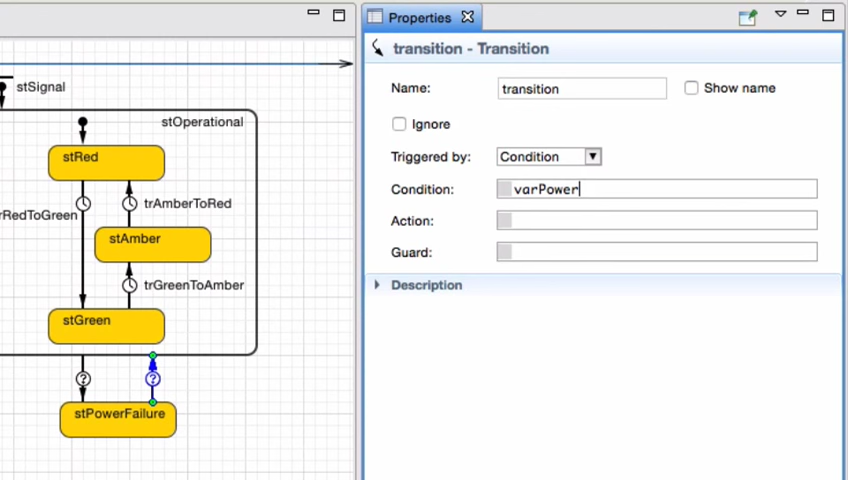 stSignal
stOperational
stRed
trAmberToRed
rRedToGreen
stAmber
trGreenToAmber
stGreen
?
?
stPowerFailure
Properties
transition - Transition
Name: transition Show name
Ignore
Triggered by: Condition
Condition: varPower
Action:
Guard:
Description